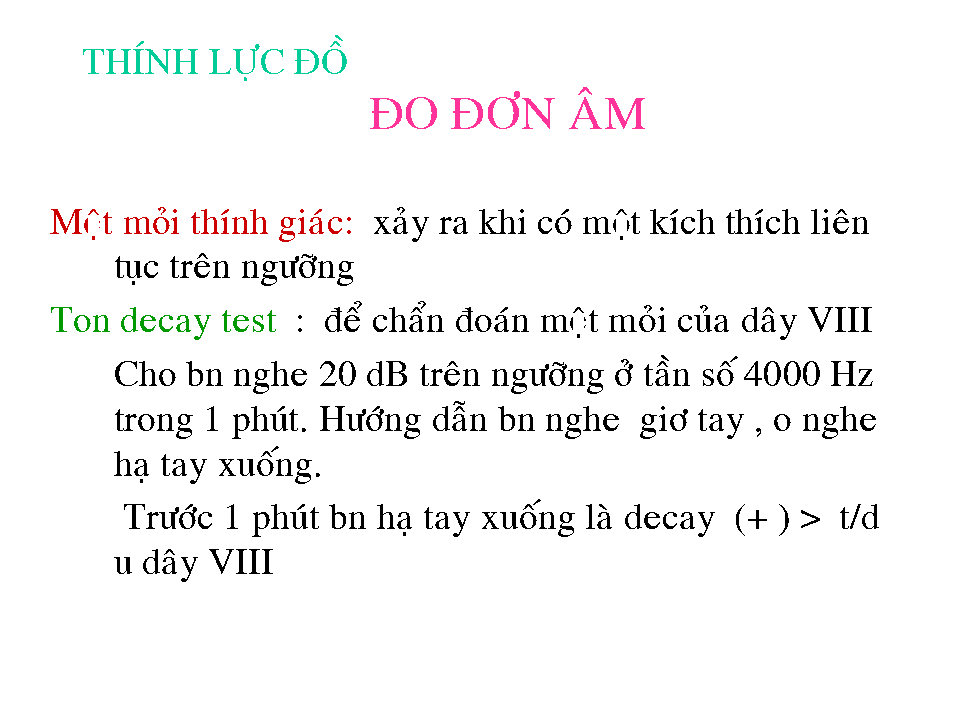 THÍNH LỰC ĐỒ
ĐO ĐƠN ÂM
Một mỏi thính giác: xảy ra khi có một kích thích liên
tục trên ngưỡng
Ton decay test : để chẩn đoán một mỏi của dây VIII
Cho bn nghe 20 dB trên ngưỡng ở tần số 4000 Hz
trong 1 phút. Hướng dẫn bn nghe giơ tay , o nghe
hạ tay xuống.
Trước 1 phút bn hạ tay xuống là decay (+ ) > t/d
u dây VIII